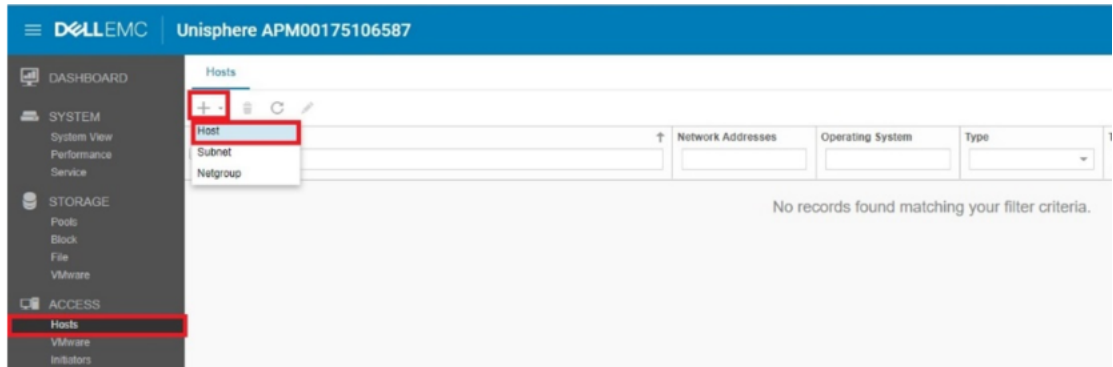 DELLEMC Unisphere APM00175106587
DASHBOARD
SYSTEM
System View
Performance
Service
STORAGE
Pools
Block
File
VMware
ACCESS
Hosts
VMware
Initiators
Hosts
Host
Subnet
Netgroup
Network Addresses Operating System Type T
No records found matching your filter criteria.